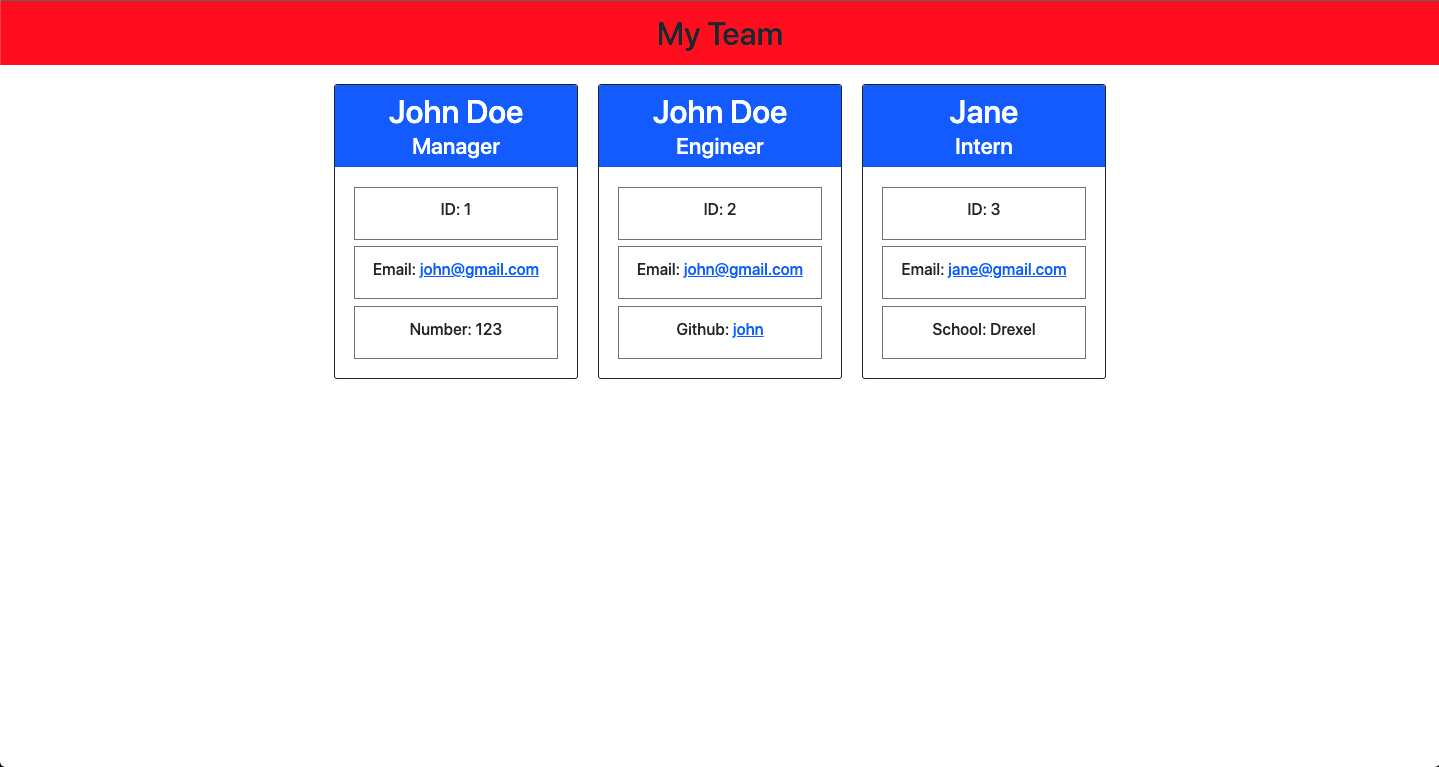 My Team
John Doe
Manager
ID: 1
Email: john@gmail.com
Number: 123
John Doe
Engineer
ID: 2
Email: john@gmail.com
Github: john
Jane
Intern
ID: 3
Email: jane@gmail.com
School: Drexel